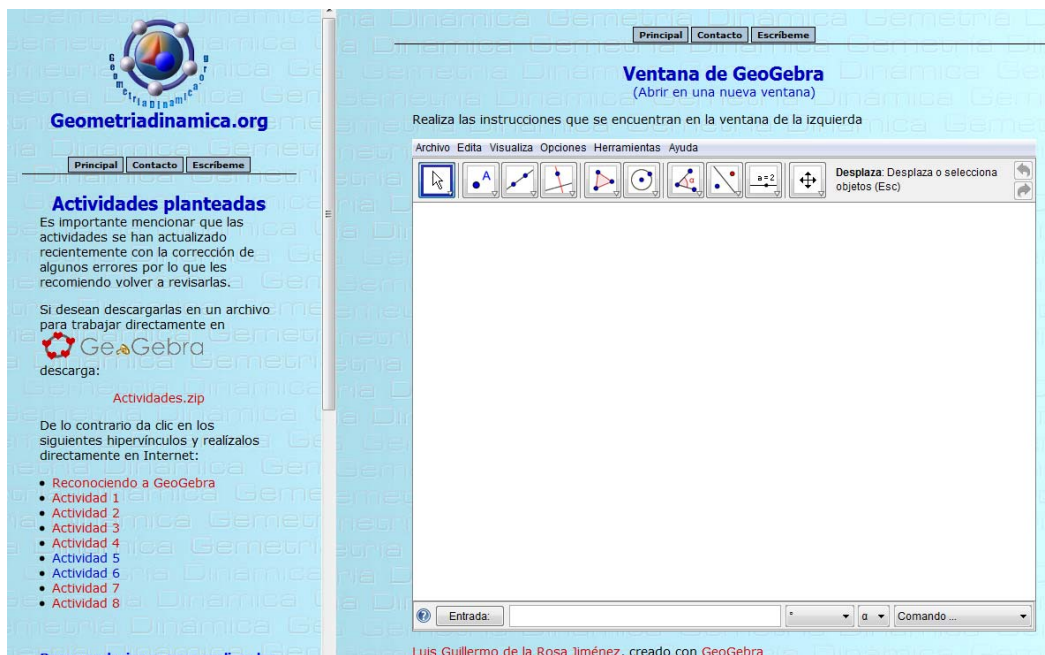 Geometriadinamica.org
Geometriadinamica.org
Principal Contacto Escríbeme
Actividades planteadas
Es importante mencionar que las
actividades se han actualizado
recientemente con la corrección de
algunos errores por lo que les
recomiendo volver a revisarlas.
Si desean descargarlas en un archivo
para trabajar directamente en
GeoGebra
descarga:
Actividades.zip
De lo contrario da clic en los
siguientes hipervínculos y realízalos
directamente en Internet:
Reconociendo a GeoGebra
Actividad 1
Actividad 2
Actividad 3
Actividad 4
Actividad 5
Actividad 6
Actividad 7
Actividad 8
Principal Contacto Escríbeme
Ventana de GeoGebra
(Abrir en una nueva ventana)
Realiza las instrucciones que se encuentran en la ventana de la izquierda
Archivo Edita Visualiza Opciones Herramientas Ayuda
A α a=2
Desplaza: Desplaza o selecciona
objetos (Esc)
Entrada: ° α Comando ...
Luis Guillermo de la Rosa Jiménez, creado con GeoGebra